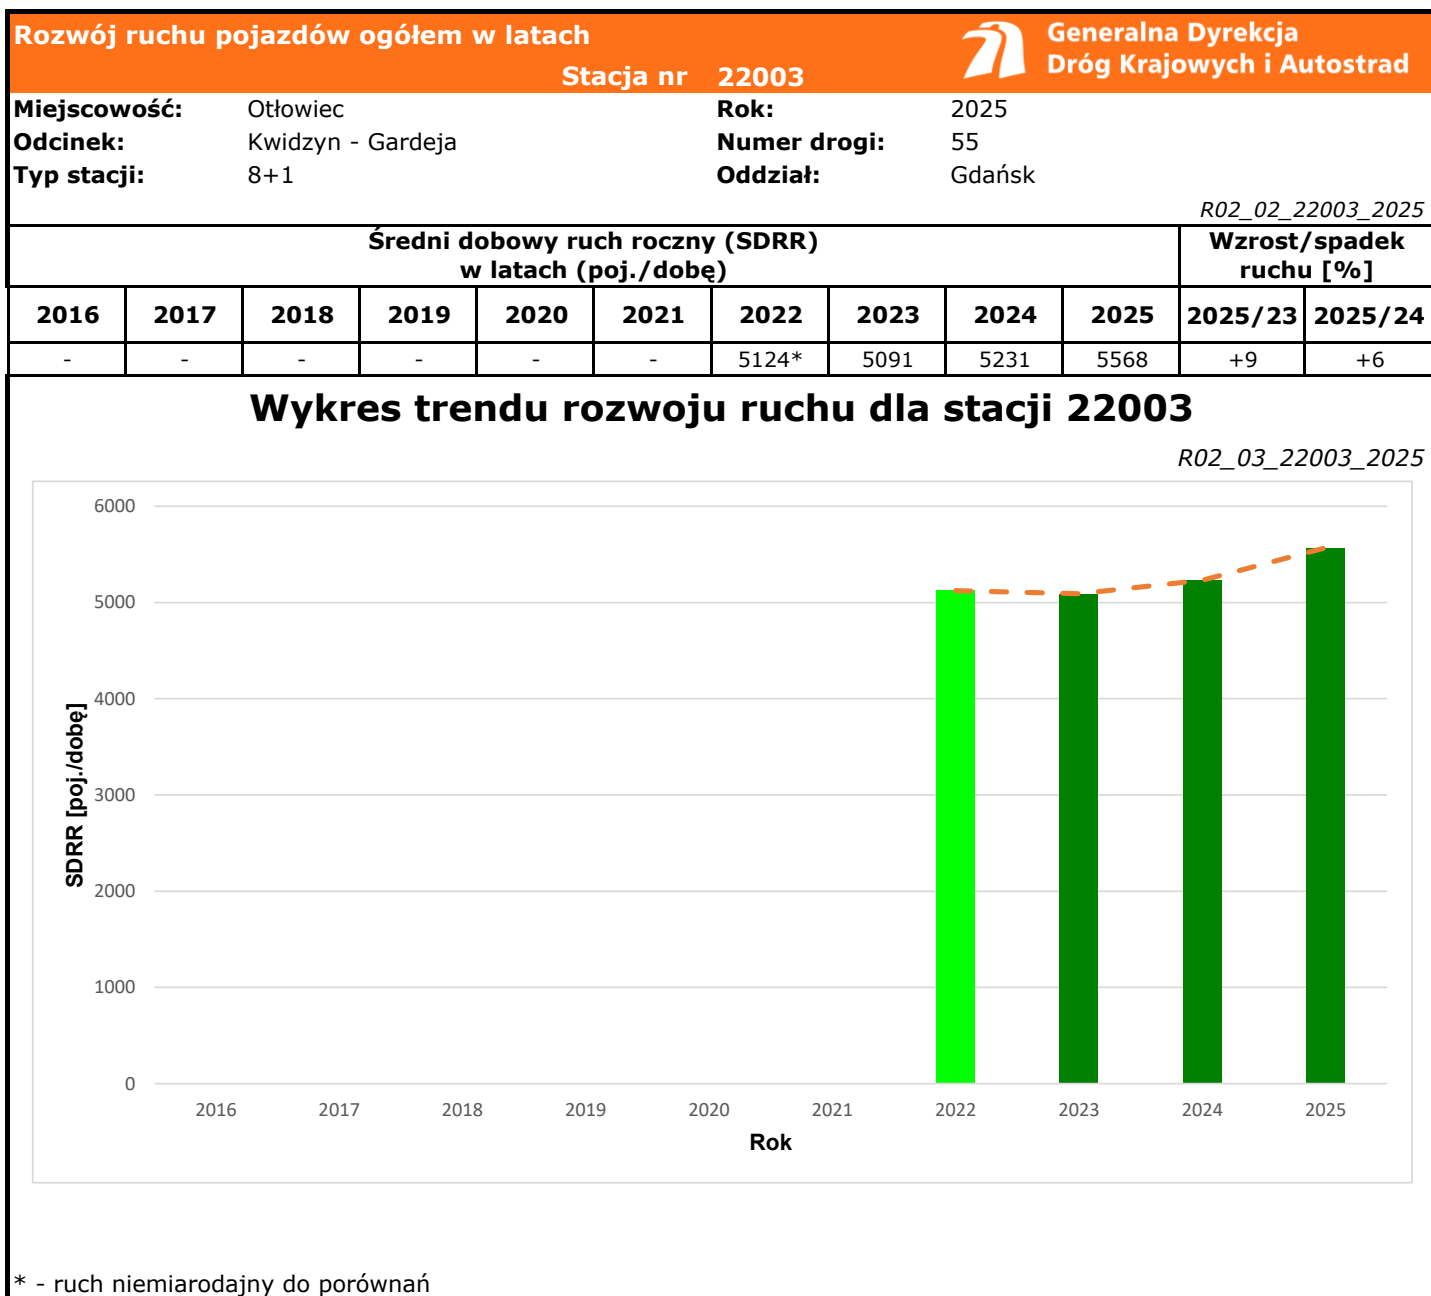 Rozwój ruchu pojazdów ogółem w latach
Generalna Dyrekcja
Dróg Krajowych i Autostrad
Stacja nr 22003
Miejscowość: Otłowiec Rok: 2025
Odcinek: Kwidzyn - Gardeja Numer drogi: 55
Typ stacji: 8+1 Oddział: Gdańsk
R02_02_22003_2025
Średni dobowy ruch roczny (SDRR)
w latach (poj./dobę)
Wzrost/spadek
ruchu [%]
2016 2017 2018 2019 2020 2021 2022 2023 2024 2025 2025/23 2025/24
- - - - - - 5124* 5091 5231 5568 +9 +6
Wykres trendu rozwoju ruchu dla stacji 22003
R02_03_22003_2025
6000
5000
4000
3000
2000
1000
0
SDRR [poj./dobę]
2016 2017 2018 2019 2020 2021 2022 2023 2024 2025
Rok
* - ruch niemiarodajny do porównań